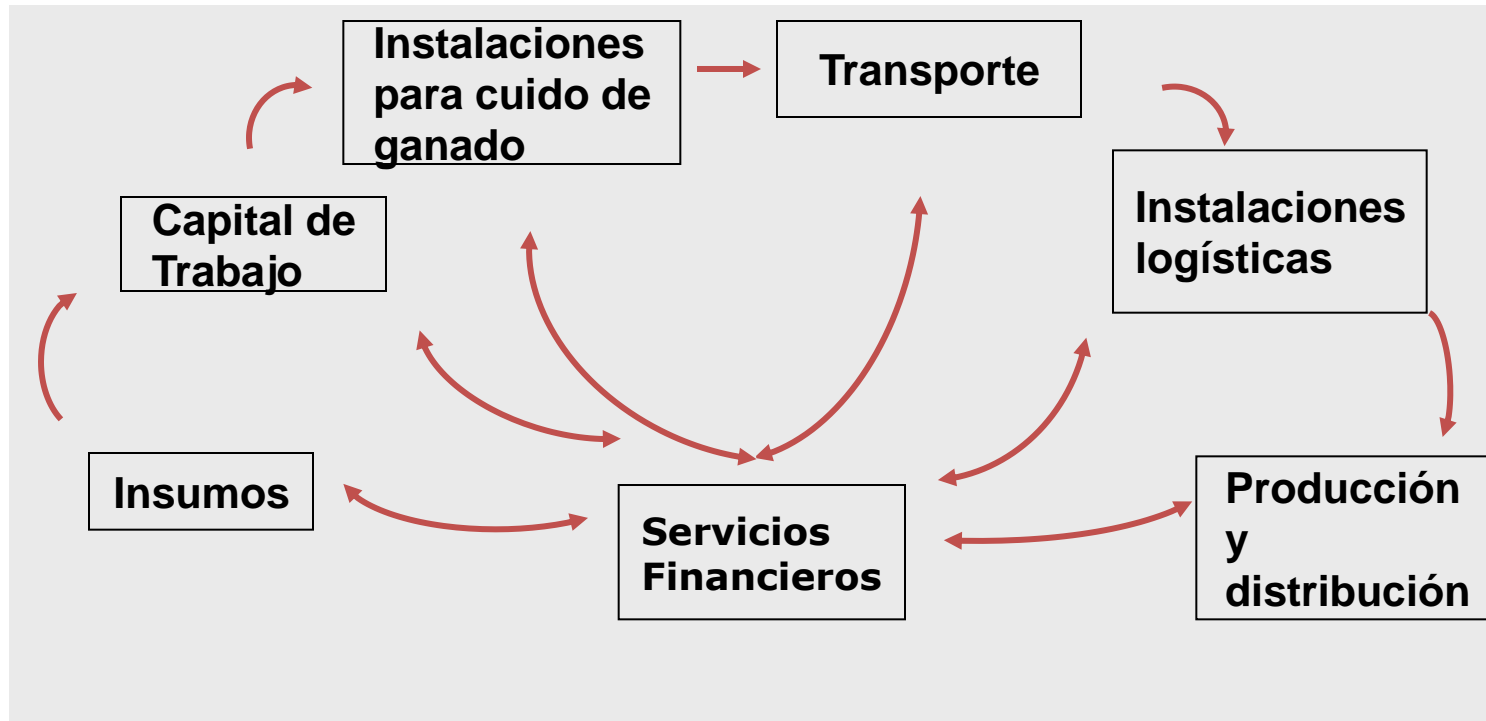 Instalaciones
para cuido de
ganado
Transporte
Capital de
Trabajo
Instalaciones
logísticas
Insumos
Servicios
Financieros
Producción
y
distribución